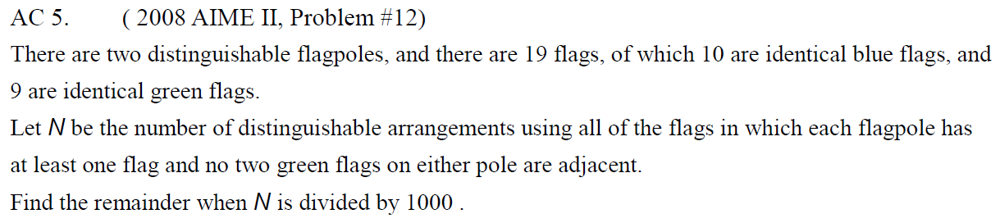 AC 5. ( 2008 AIME II, Problem #12)
There are two distinguishable flagpoles, and there are 19 flags, of which 10 are identical blue flags, and
9 are identical green flags.
Let N be the number of distinguishable arrangements using all of the flags in which each flagpole has
at least one flag and no two green flags on either pole are adjacent.
Find the remainder when N is divided by 1000 .